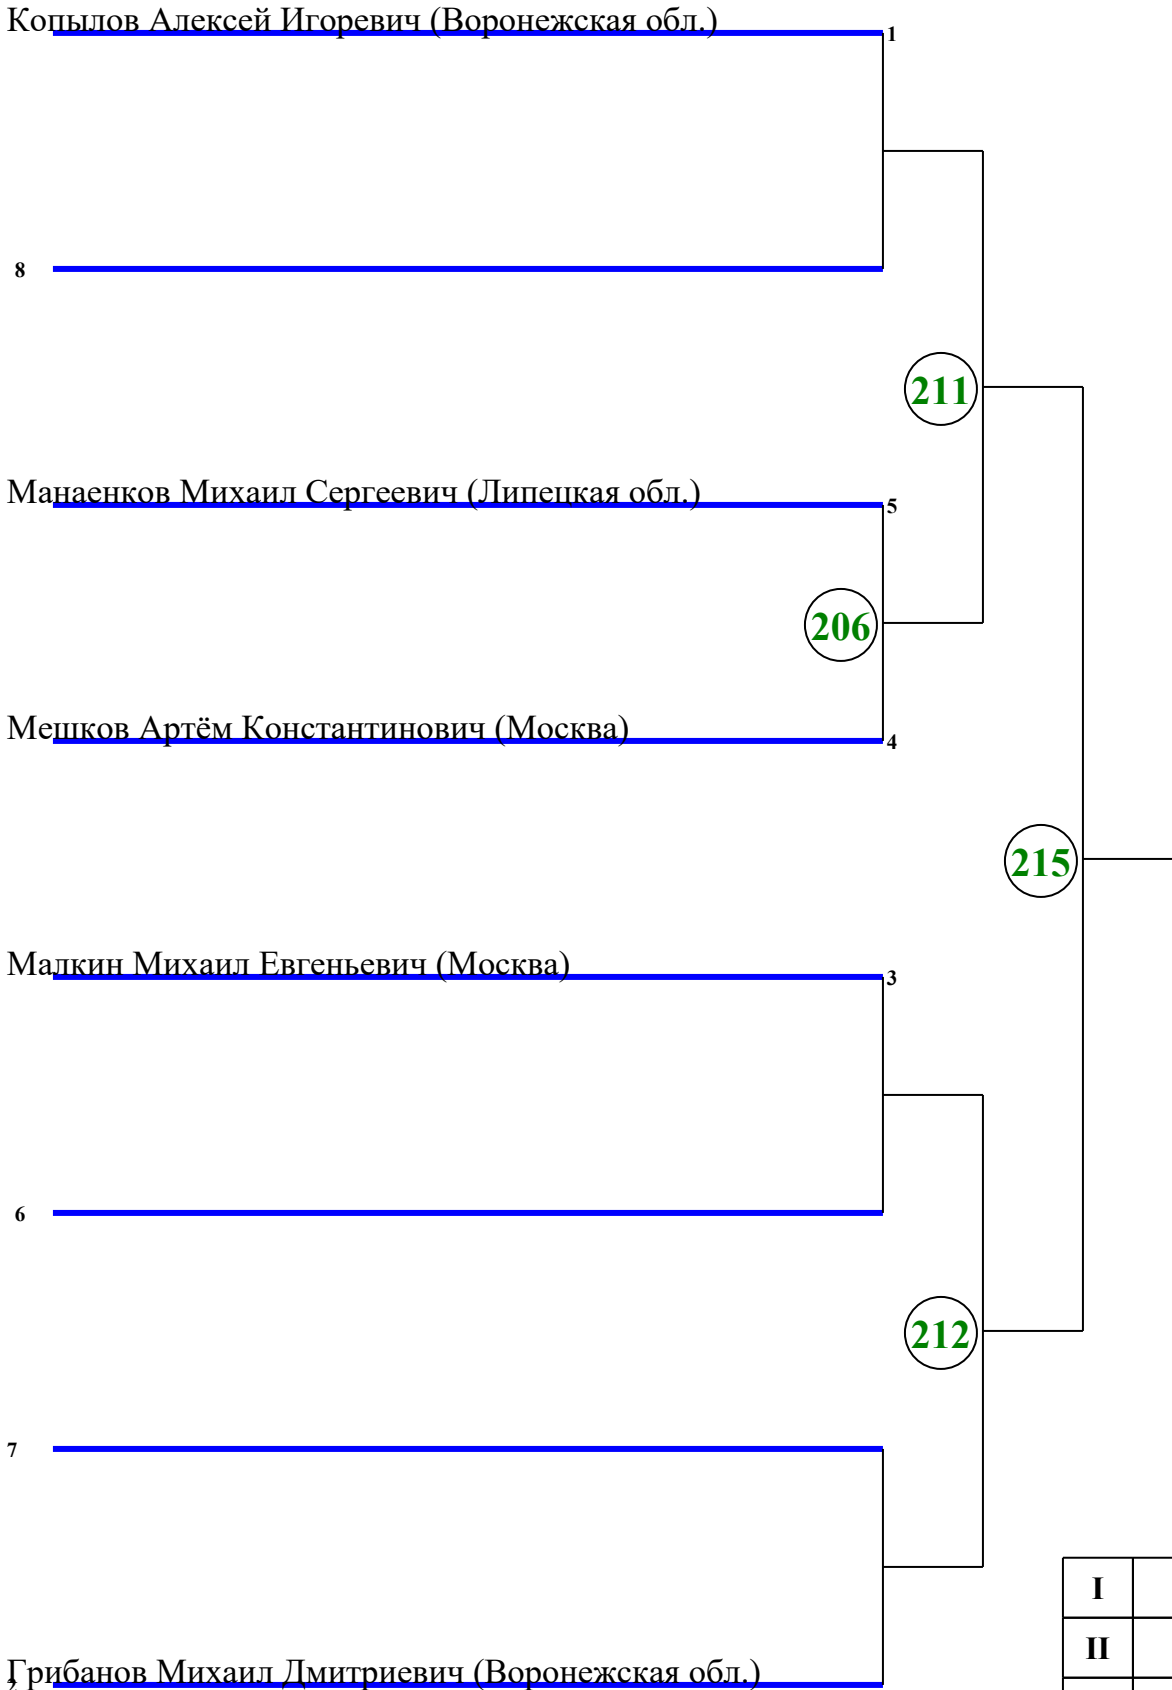 Копылов Алексей Игоревич (Воронежская обл.)
1
8
211
Манаенков Михаил Сергеевич (Липецкая обл.)
5
206
Мешков Артём Константинович (Москва)
4
215
Малкин Михаил Евгеньевич (Москва)
3
6
212
7
I
II
Грибанов Михаил Дмитриевич (Воронежская обл.)
2